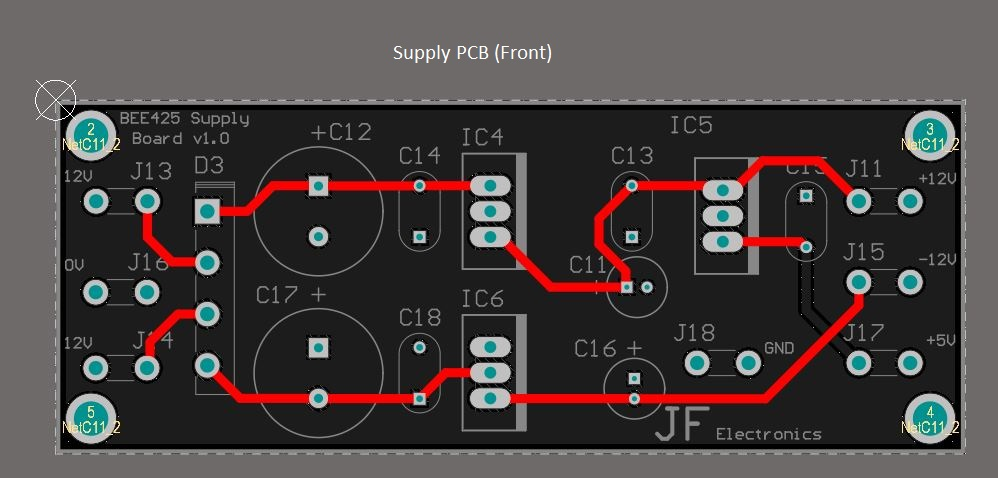 Supply PCB (Front)
BEE425 Supply
Board v1.0
2
NetC11_2
3
NetC11_2
+C12
IC4
IC5
C14
C13
D3
12V
J13
J11
+12V
0V
J16
C11
J15
-12V
C17 +
IC6
C18
12V
J14
C16 +
J18
GND
J17
+5V
5
NetC11_2
4
NetC11_2
JF Electronics